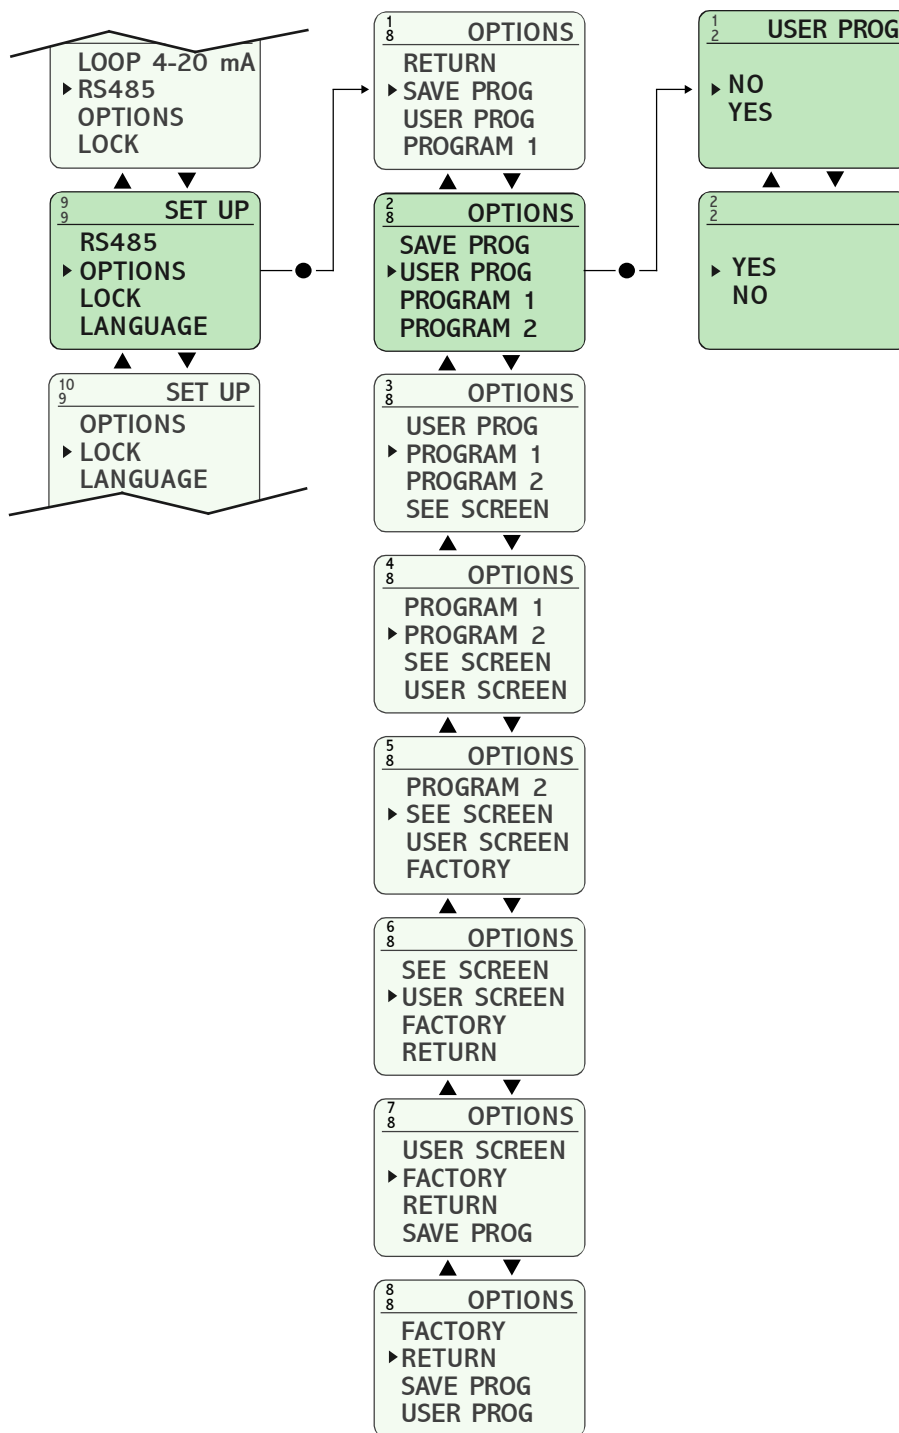 LOOP 4-20 mA
RS485
OPTIONS
LOCK
9
9
SET UP
RS485
OPTIONS
LOCK
LANGUAGE
10
9
SET UP
OPTIONS
LOCK
LANGUAGE
1
8
OPTIONS
RETURN
SAVE PROG
USER PROG
PROGRAM 1
2
8
OPTIONS
SAVE PROG
USER PROG
PROGRAM 1
PROGRAM 2
3
8
OPTIONS
USER PROG
PROGRAM 1
PROGRAM 2
SEE SCREEN
4
8
OPTIONS
PROGRAM 1
PROGRAM 2
SEE SCREEN
USER SCREEN
5
8
OPTIONS
PROGRAM 2
SEE SCREEN
USER SCREEN
FACTORY
6
8
OPTIONS
SEE SCREEN
USER SCREEN
FACTORY
RETURN
7
8
OPTIONS
USER SCREEN
FACTORY
RETURN
SAVE PROG
8
8
OPTIONS
FACTORY
RETURN
SAVE PROG
USER PROG
1
2
USER PROG
NO
YES
2
2
YES
NO